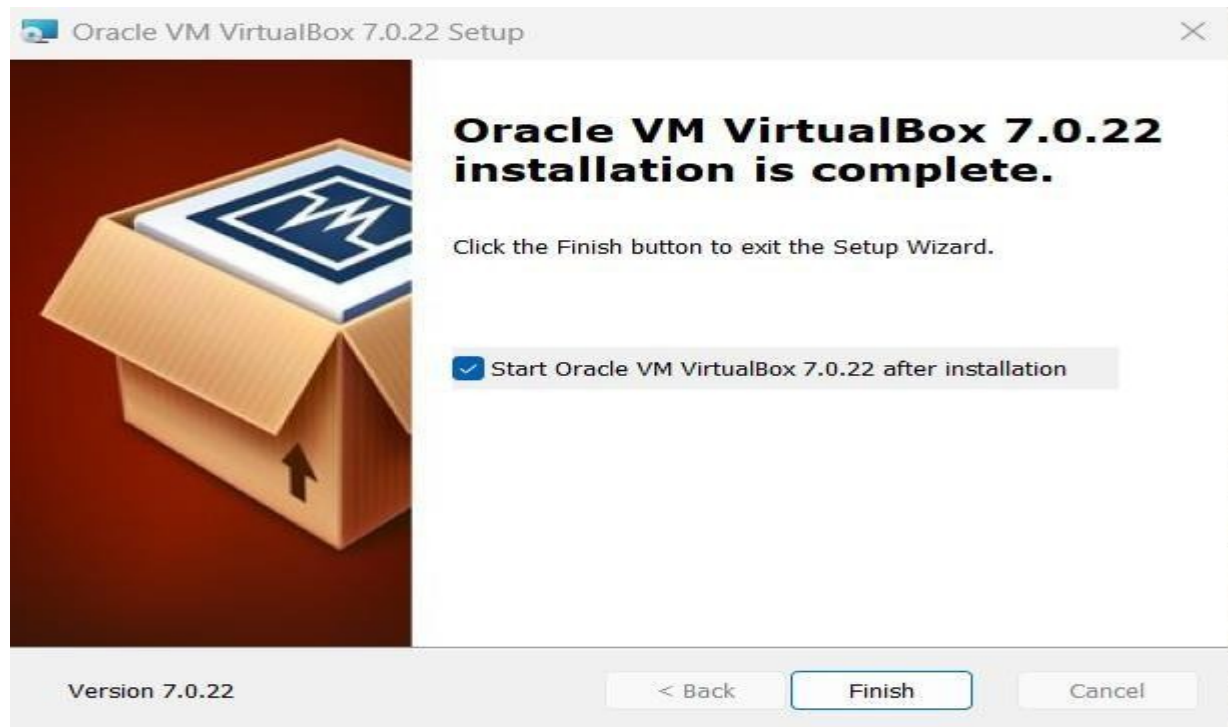 Oracle VM VirtualBox 7.0.22 Setup
Oracle VM VirtualBox 7.0.22
installation is complete.
Click the Finish button to exit the Setup Wizard.
Start Oracle VM VirtualBox 7.0.22 after installation
Version 7.0.22
< Back
Finish
Cancel